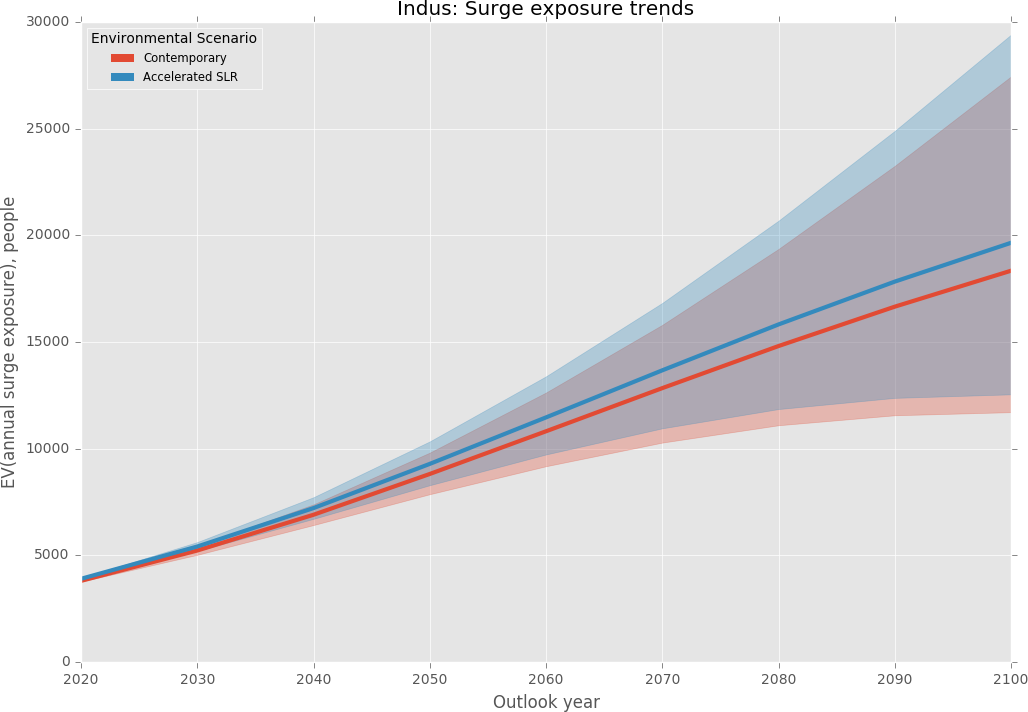 Indus: Surge exposure trends
30000
25000
20000
15000
10000
5000
0
EV(annual surge exposure), people
Environmental Scenario
Contemporary
Accelerated SLR
2020 2030 2040 2050 2060 2070 2080 2090 2100
Outlook year